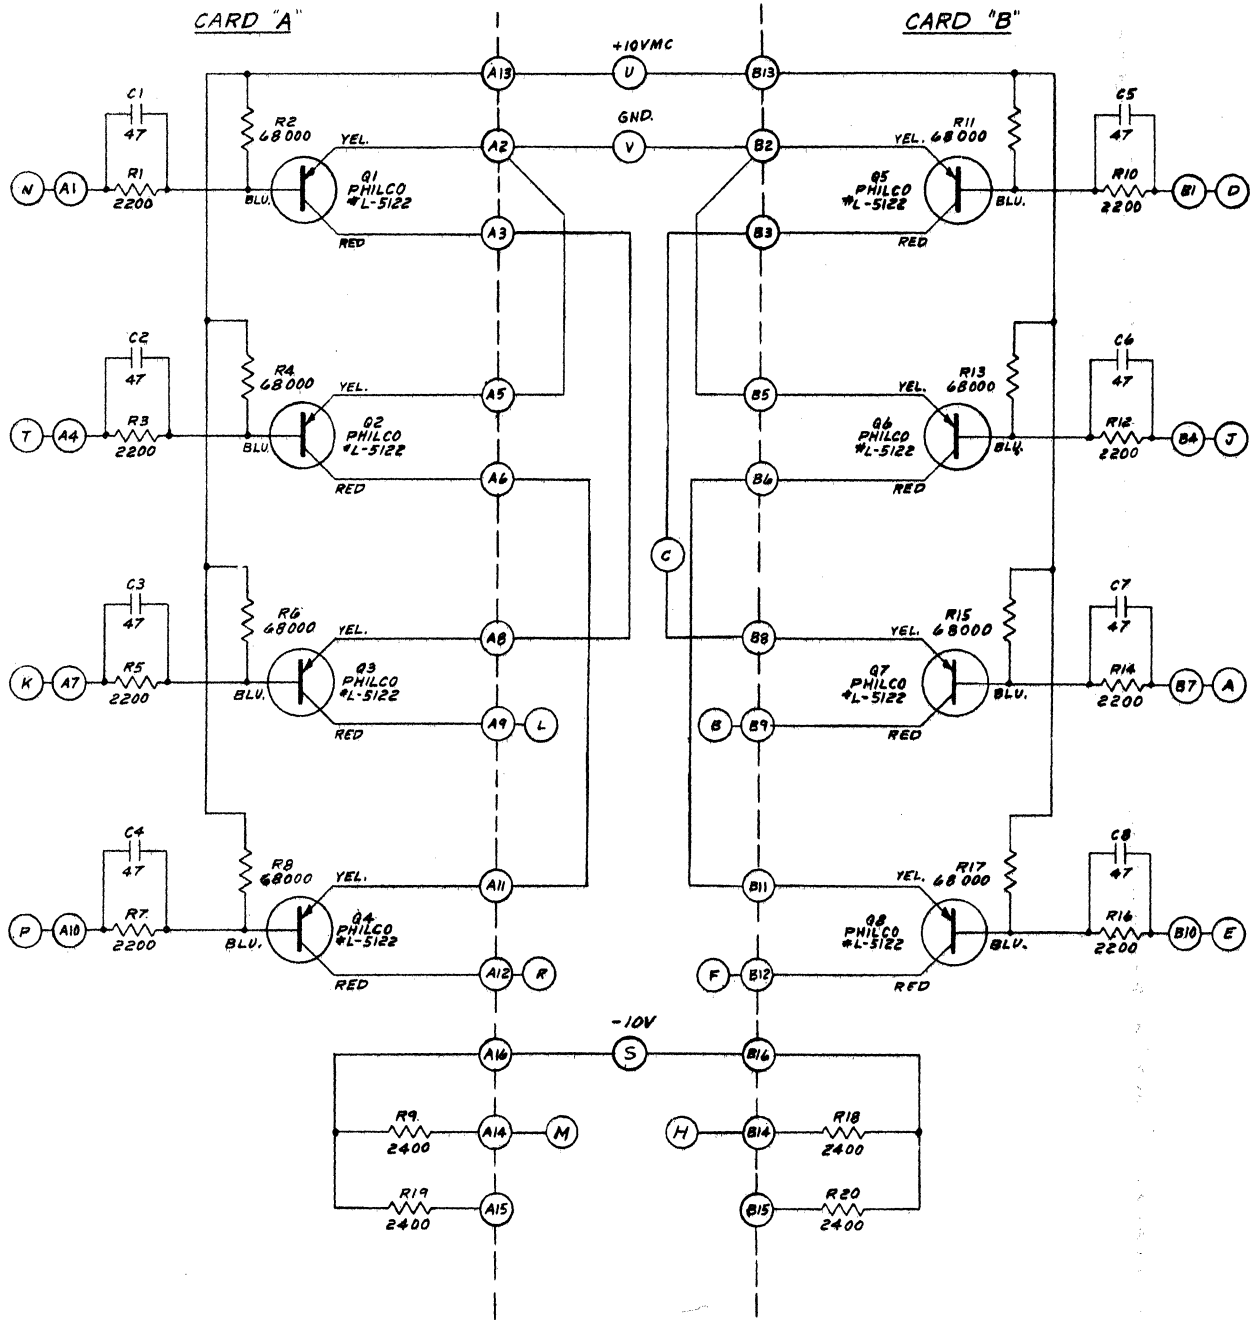 CARD "A"
CARD "B"
+10VMC
A13
U
B13
C1
47
R2
68000
GND.
R11
68000
C5
47
YEL.
A2
V
B2
YEL.
N
A1
R1
2200
BLU.
Q1
PHILCO
#L-5122
Q5
PHILCO
#L-5122
BLU.
R10
2200
B1
D
RED
A3
B3
RED
C2
47
R4
68000
R13
68000
C6
47
YEL.
A5
B5
YEL.
T
A4
R3
2200
BLU.
Q2
PHILCO
#L-5122
Q6
PHILCO
#L-5122
BLU.
R12
2200
B4
J
RED
A6
B6
RED
C
C3
47
R6
68000
R15
68000
C7
47
YEL.
A8
B8
YEL.
K
A7
R5
2200
BLU.
Q3
PHILCO
#L-5122
Q7
PHILCO
#L-5122
BLU.
R14
2200
B7
A
RED
A9
L
B
B9
RED
C4
47
R8
68000
R17
68000
C8
47
YEL.
A11
B11
YEL.
P
A10
R7
2200
BLU.
Q4
PHILCO
#L-5122
Q8
PHILCO
#L-5122
BLU.
R16
2200
B10
E
RED
A12
R
F
B12
RED
-10V
A16
S
B16
R9
2400
A14
M
H
B14
R18
2400
R19
2400
A15
B15
R20
2400